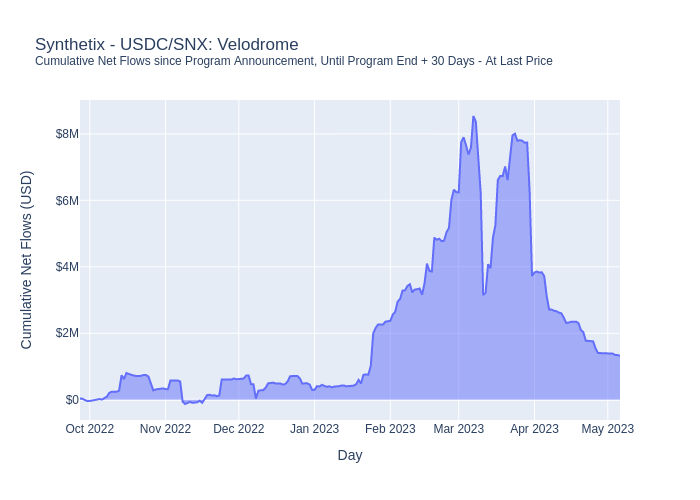 Synthetix - USDC/SNX: Velodrome
Cumulative Net Flows since Program Announcement, Until Program End + 30 Days - At Last Price
Cumulative Net Flows (USD)
$8M
$6M
$4M
$2M
$0
Oct 2022 Nov 2022 Dec 2022 Jan 2023 Feb 2023 Mar 2023 Apr 2023 May 2023
Day